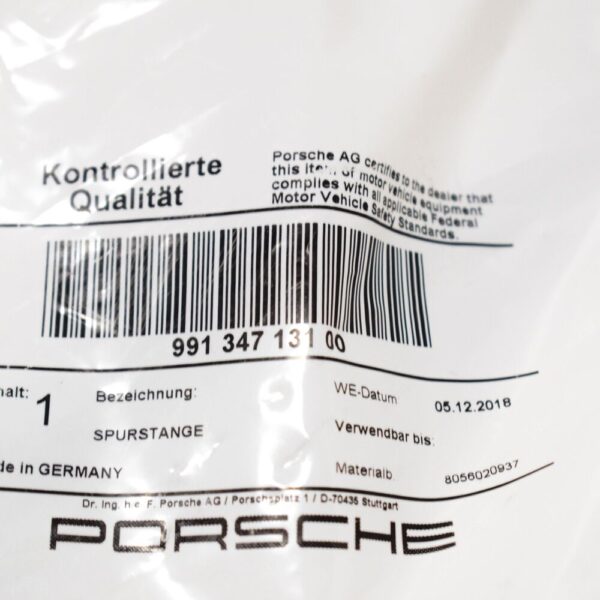 Kontrollierte
Qualität
Porsche AG certifies to the dealer that
this item of motor vehicle equipment
complies with all applicable Federal
Motor Vehicle Safety Standards.
991 347 131 00
halt: 1
Bezeichnung:
SPURSTANGE
WE-Datum 05.12.2018
Verwendbar bis:
Materialb. 8056020937
de in GERMANY
Dr. Ing. h.c. F. Porsche AG / Porscheplatz 1 / D-70435 Stuttgart
PORSCHE